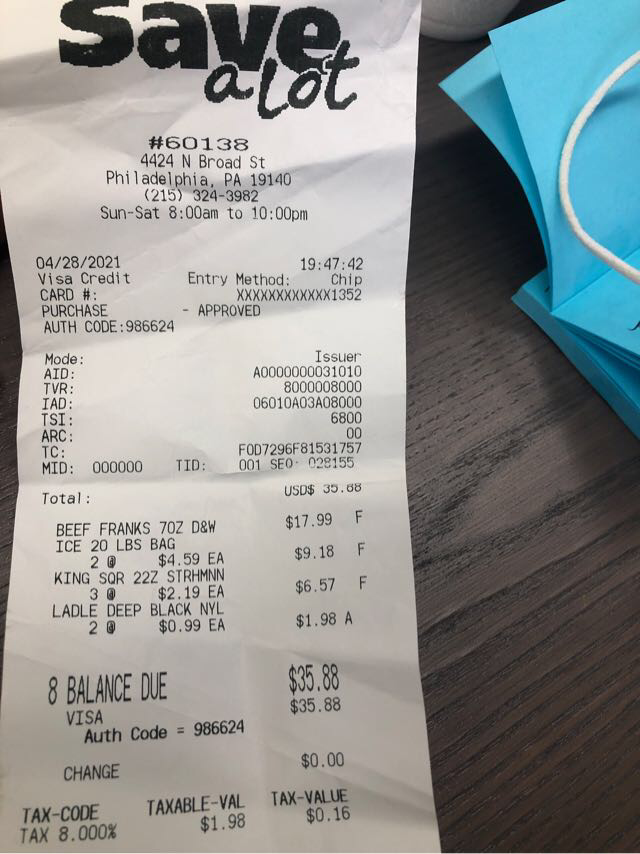 Save
a lot
#60138
4424 N Broad St
Philadelphia, PA 19140
(215) 324-3982
Sun-Sat 8:00am to 10:00pm
04/28/2021 19:47:42
Visa Credit Entry Method: Chip
CARD #: XXXXXXXXXXXX1352
PURCHASE - APPROVED
AUTH CODE:986624
Mode: Issuer
AID: A0000000031010
TVR: 8000008000
IAD: 06010A03A08000
TSI: 6800
ARC: 00
TC: F0D7296F81531757
MID: 000000 TID: 001 SEQ: 028155
Total: USD$ 35.88
BEEF FRANKS 7OZ D&W $17.99 F
ICE 20 LBS BAG
2 @ $4.59 EA $9.18 F
KING SQR 22Z STRHMNN
3 @ $2.19 EA $6.57 F
LADLE DEEP BLACK NYL
2 @ $0.99 EA $1.98 A
8 BALANCE DUE $35.88
VISA $35.88
Auth Code = 986624
CHANGE $0.00
TAX-CODE TAXABLE-VAL TAX-VALUE
TAX 8.000% $1.98 $0.16